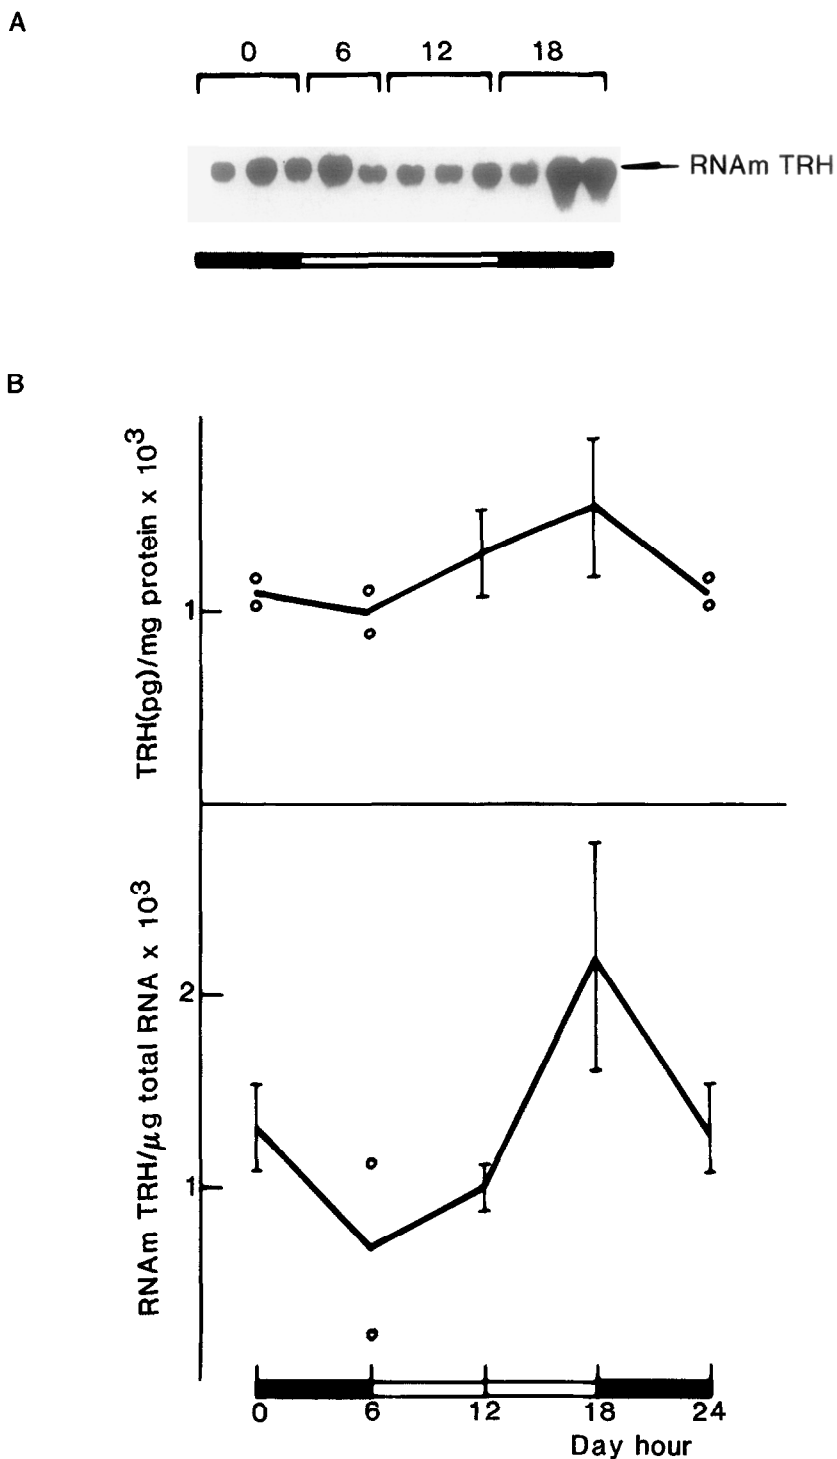 A
0 6 12 18
RNAm TRH
B
TRH(pg)/mg protein x 10³
1
RNAm TRH/μg total RNA x 10³
2
1
0 6 12 18 24
Day hour